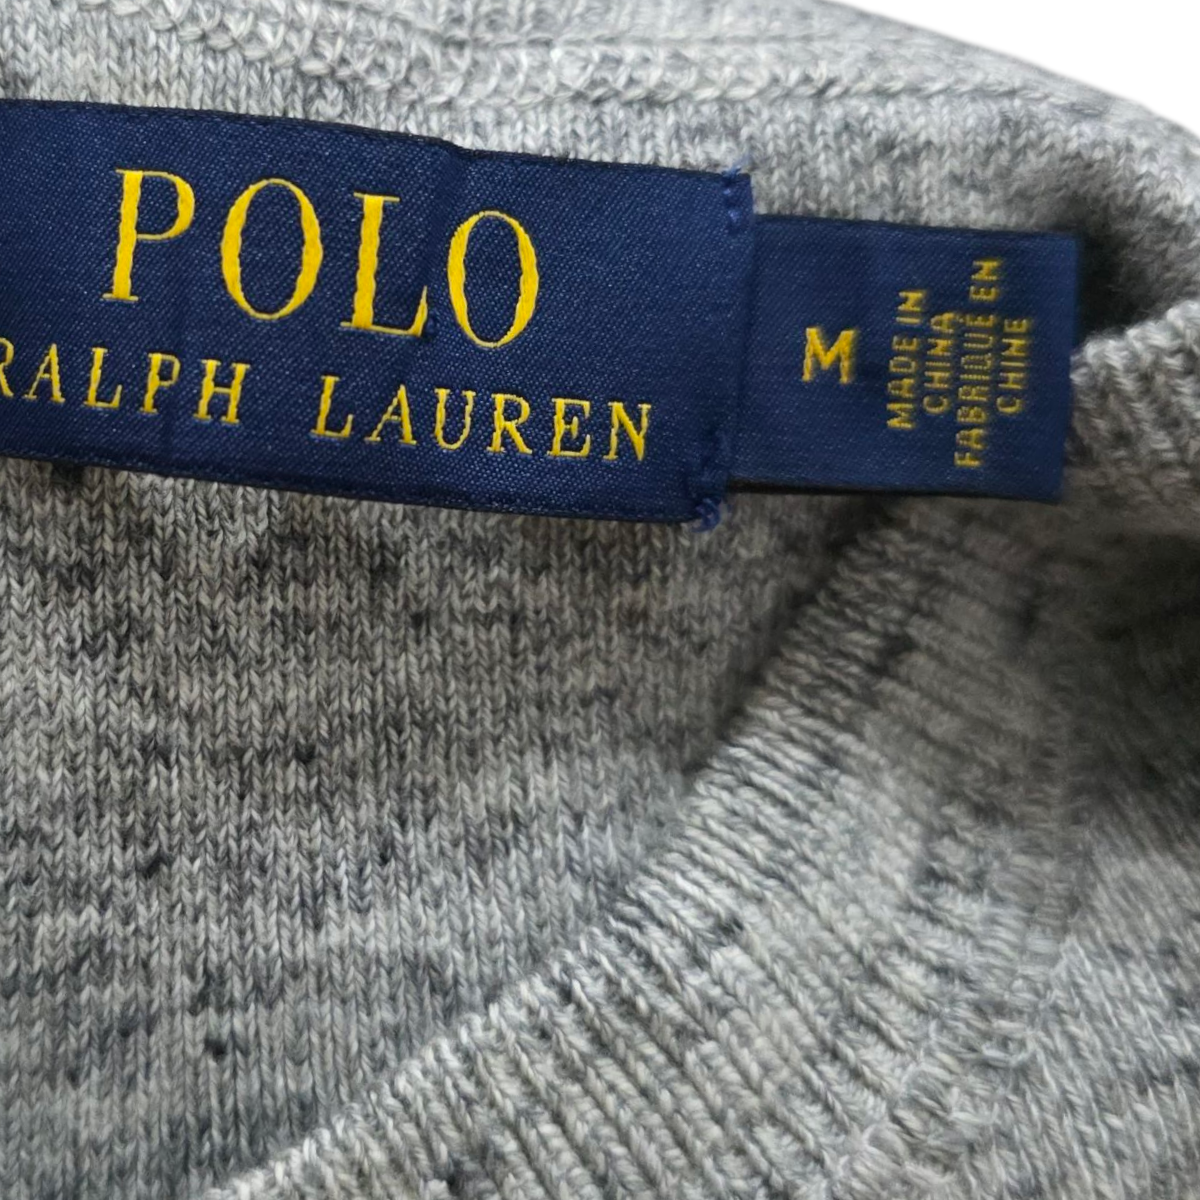 POLO
RALPH LAUREN
M
MADE IN
CHINA
FABRIQUE EN
CHINE